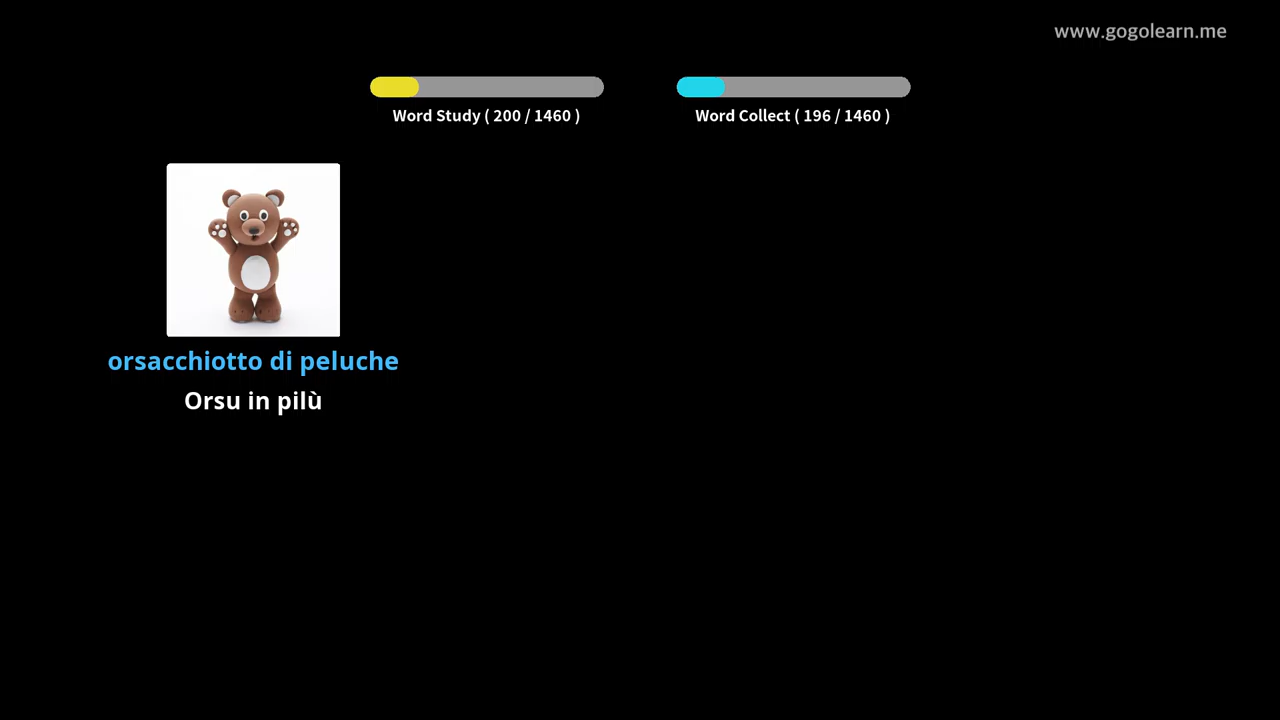 www.gogolearn.me
Word Study ( 200 / 1460 )
Word Collect ( 196 / 1460 )
orsacchiotto di peluche
Orsu in pilù